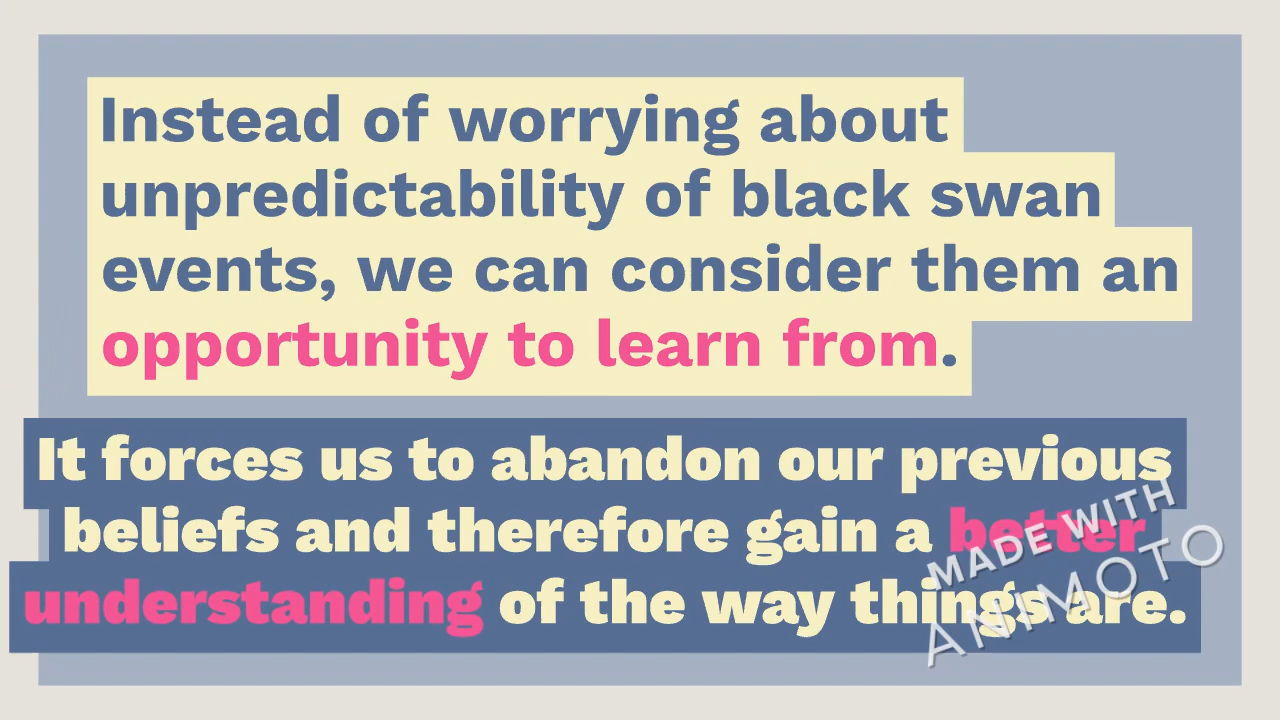 Instead of worrying about
unpredictability of black swan
events, we can consider them an
opportunity to learn from.
It forces us to abandon our previous
beliefs and therefore gain a better
understanding of the way things are.
MADE WITH
ANIMOTO